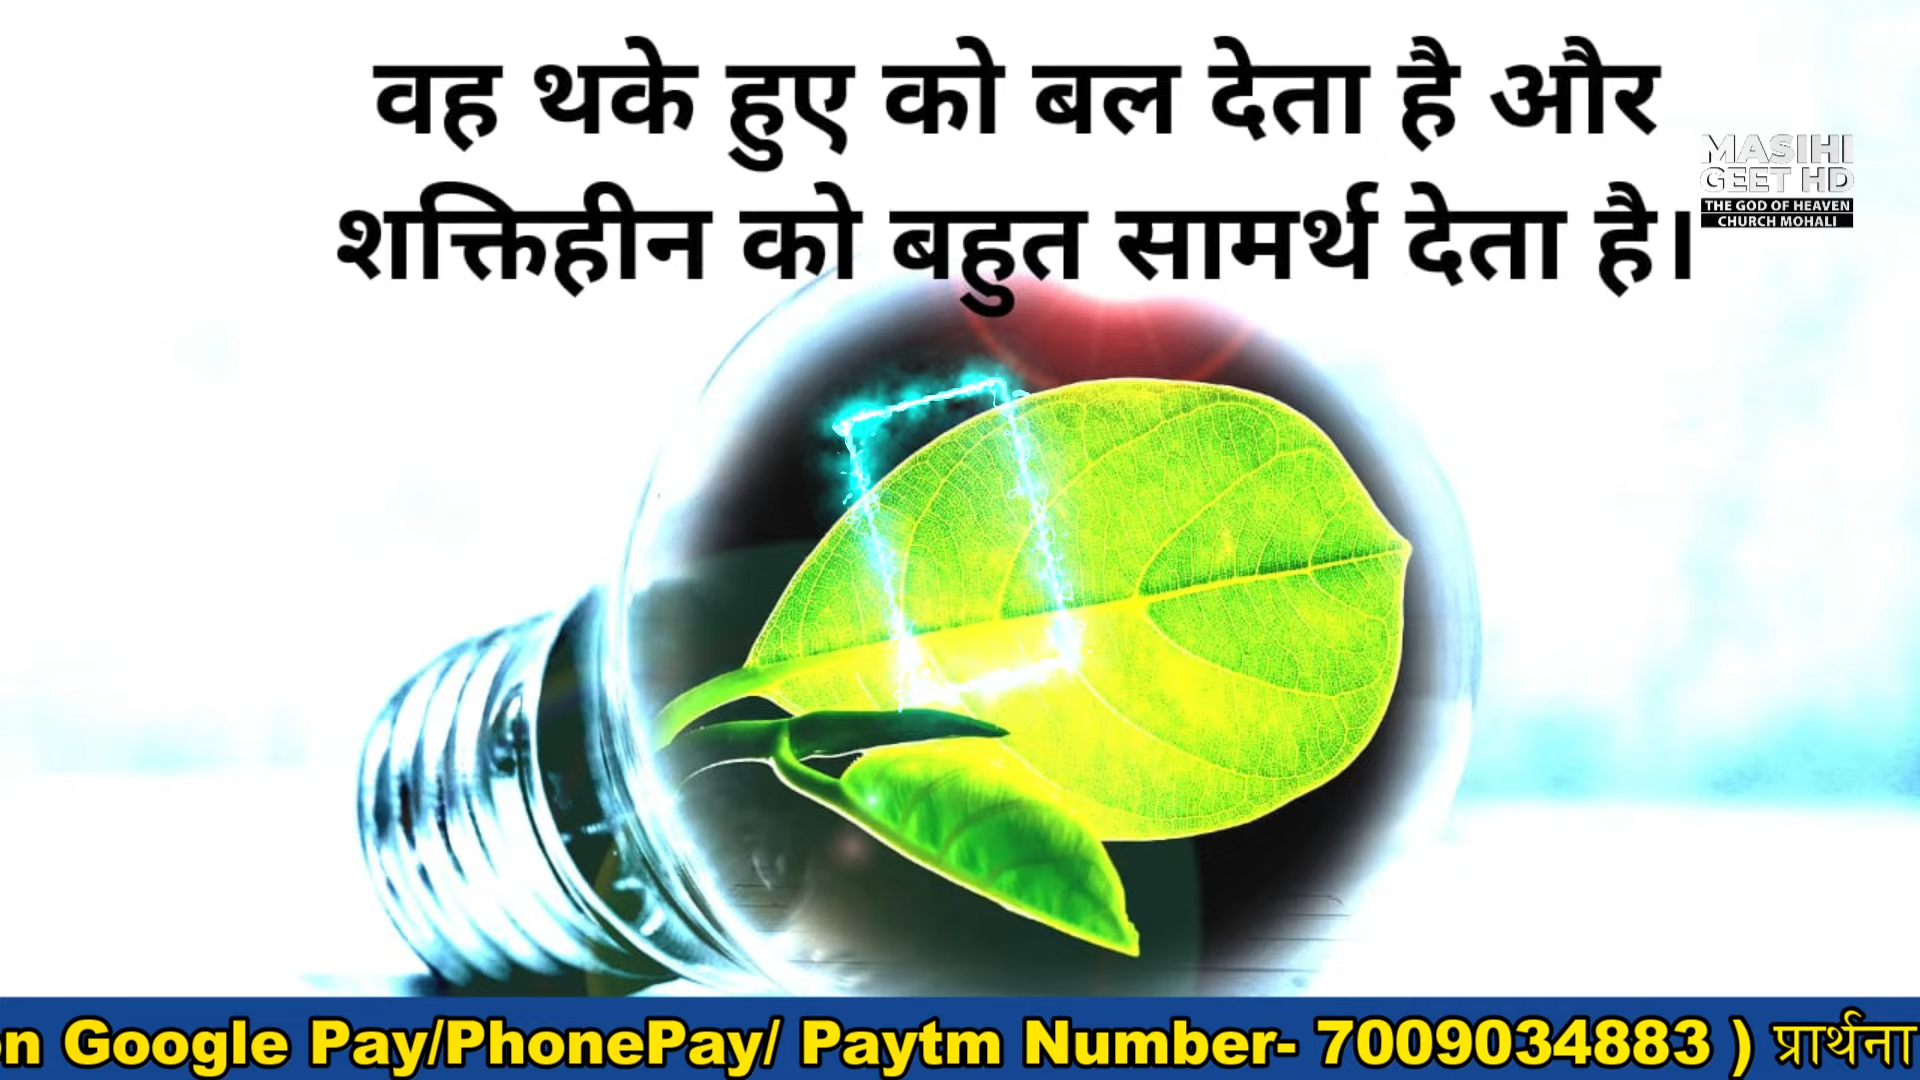 वह थके हुए को बल देता है और
शक्तिहीन को बहुत सामर्थ देता है।
MASIHI
GEET HD
THE GOD OF HEAVEN
CHURCH MOHALI
n Google Pay/PhonePay/ Paytm Number- 7009034883 ) प्रार्थना